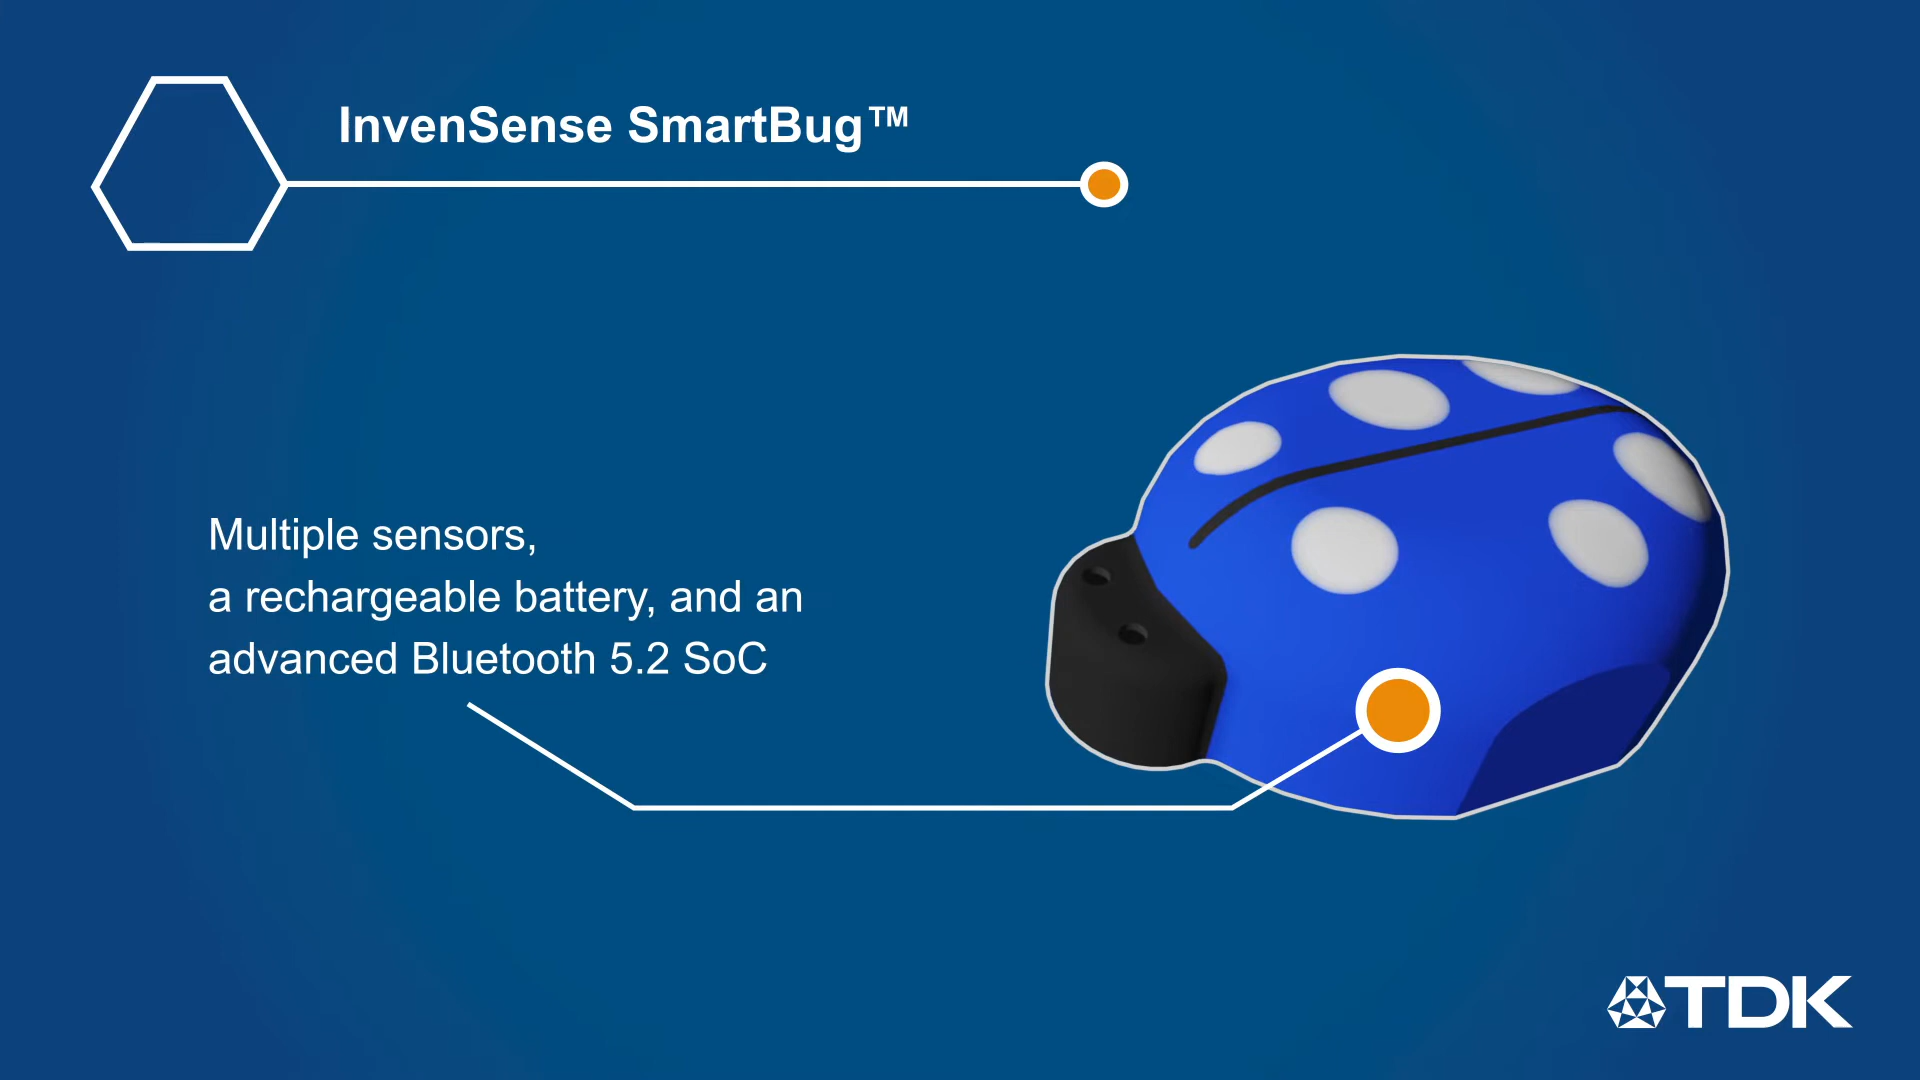 InvenSense SmartBug™
Multiple sensors,
a rechargeable battery, and an
advanced Bluetooth 5.2 SoC
TDK